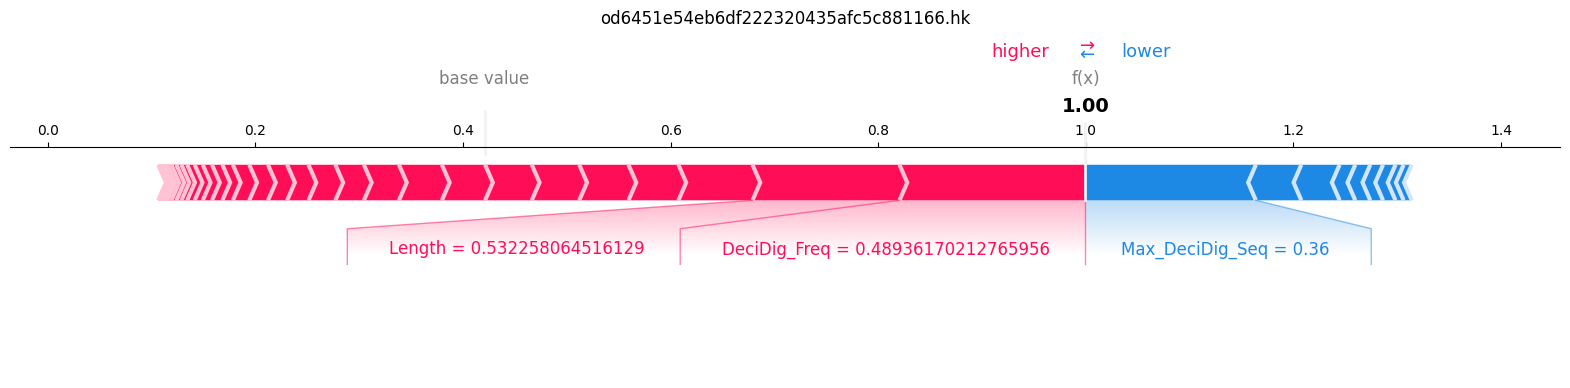 od6451e54eb6df222320435afc5c881166.hk
higher → ← lower
base value f(x)
1.00
0.0 0.2 0.4 0.6 0.8 1.0 1.2 1.4
Length = 0.532258064516129 DeciDig_Freq = 0.48936170212765956 Max_DeciDig_Seq = 0.36